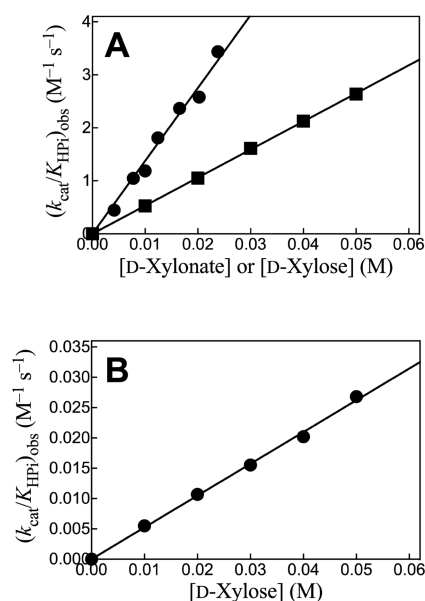 A
4
3
2
1
0
0.00 0.01 0.02 0.03 0.04 0.05 0.06
(kcat/KHPi)obs (M⁻¹ s⁻¹)
[D-Xylonate] or [D-Xylose] (M)
B
0.035
0.030
0.025
0.020
0.015
0.010
0.005
0.000
0.00 0.01 0.02 0.03 0.04 0.05 0.06
(kcat/KHPi)obs (M⁻¹ s⁻¹)
[D-Xylose] (M)